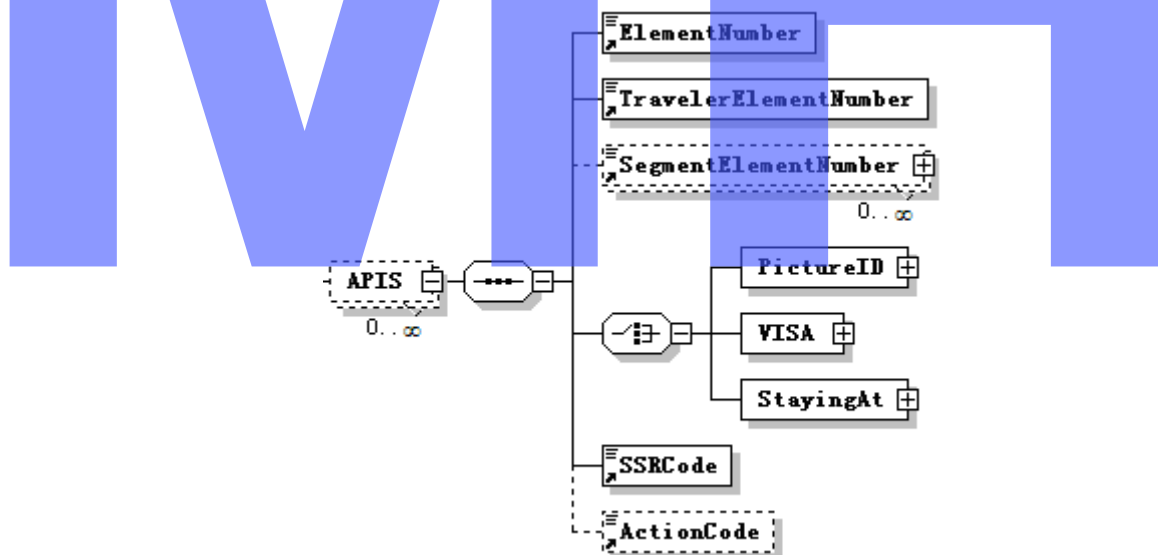 ElementNumber
TravelerElementNumber
SegmentElementNumber
0..∞
APIS
0..∞
PictureID
VISA
StayingAt
SSRCode
ActionCode